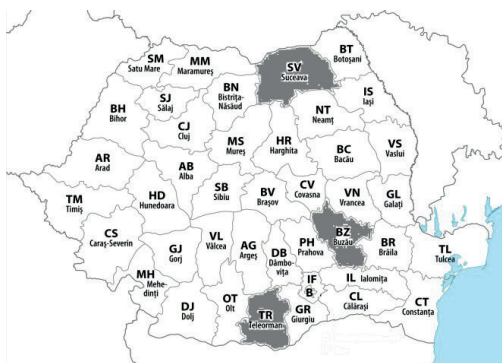 SM
Satu Mare
MM
Maramureş
SV
Suceava
BT
Botoşani
BN
Bistriţa-
Năsăud
SJ
Sălaj
IS
Iaşi
BH
Bihor
NT
Neamţ
CJ
Cluj
MS
Mureş
HR
Harghita
BC
Bacău
VS
Vaslui
AR
Arad
AB
Alba
TM
Timiş
HD
Hunedoara
SB
Sibiu
BV
Braşov
CV
Covasna
VN
Vrancea
GL
Galaţi
CS
Caraş-Severin
GJ
Gorj
VL
Vâlcea
AG
Argeş
DB
Dâmbo-
viţa
PH
Prahova
BZ
Buzău
BR
Brăila
TL
Tulcea
MH
Mehe-
dinţi
IF
B
IL Ialomiţa
DJ
Dolj
OT
Olt
TR
Teleorman
GR
Giurgiu
CL
Călăraşi
CT
Constanţa